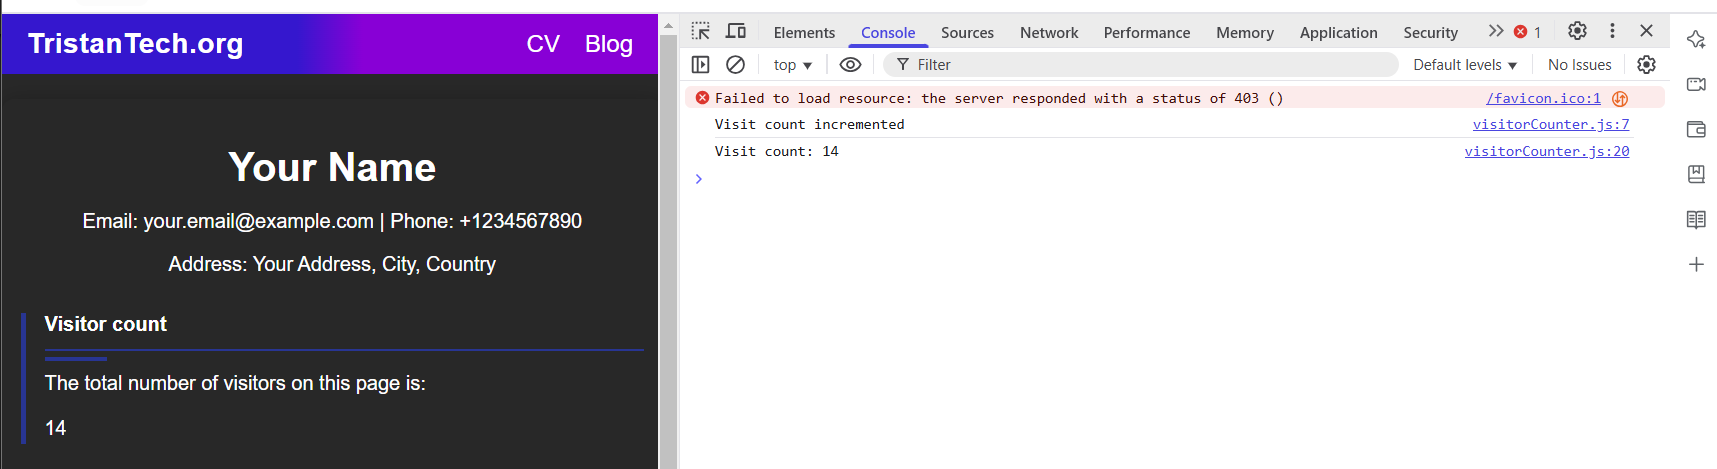 TristanTech.org CV Blog
Your Name
Email: your.email@example.com | Phone: +1234567890
Address: Your Address, City, Country
Visitor count
The total number of visitors on this page is:
14
Elements Console Sources Network Performance Memory Application Security 1
top Filter Default levels No Issues
Failed to load resource: the server responded with a status of 403 () /favicon.ico:1
Visit count incremented visitorCounter.js:7
Visit count: 14 visitorCounter.js:20